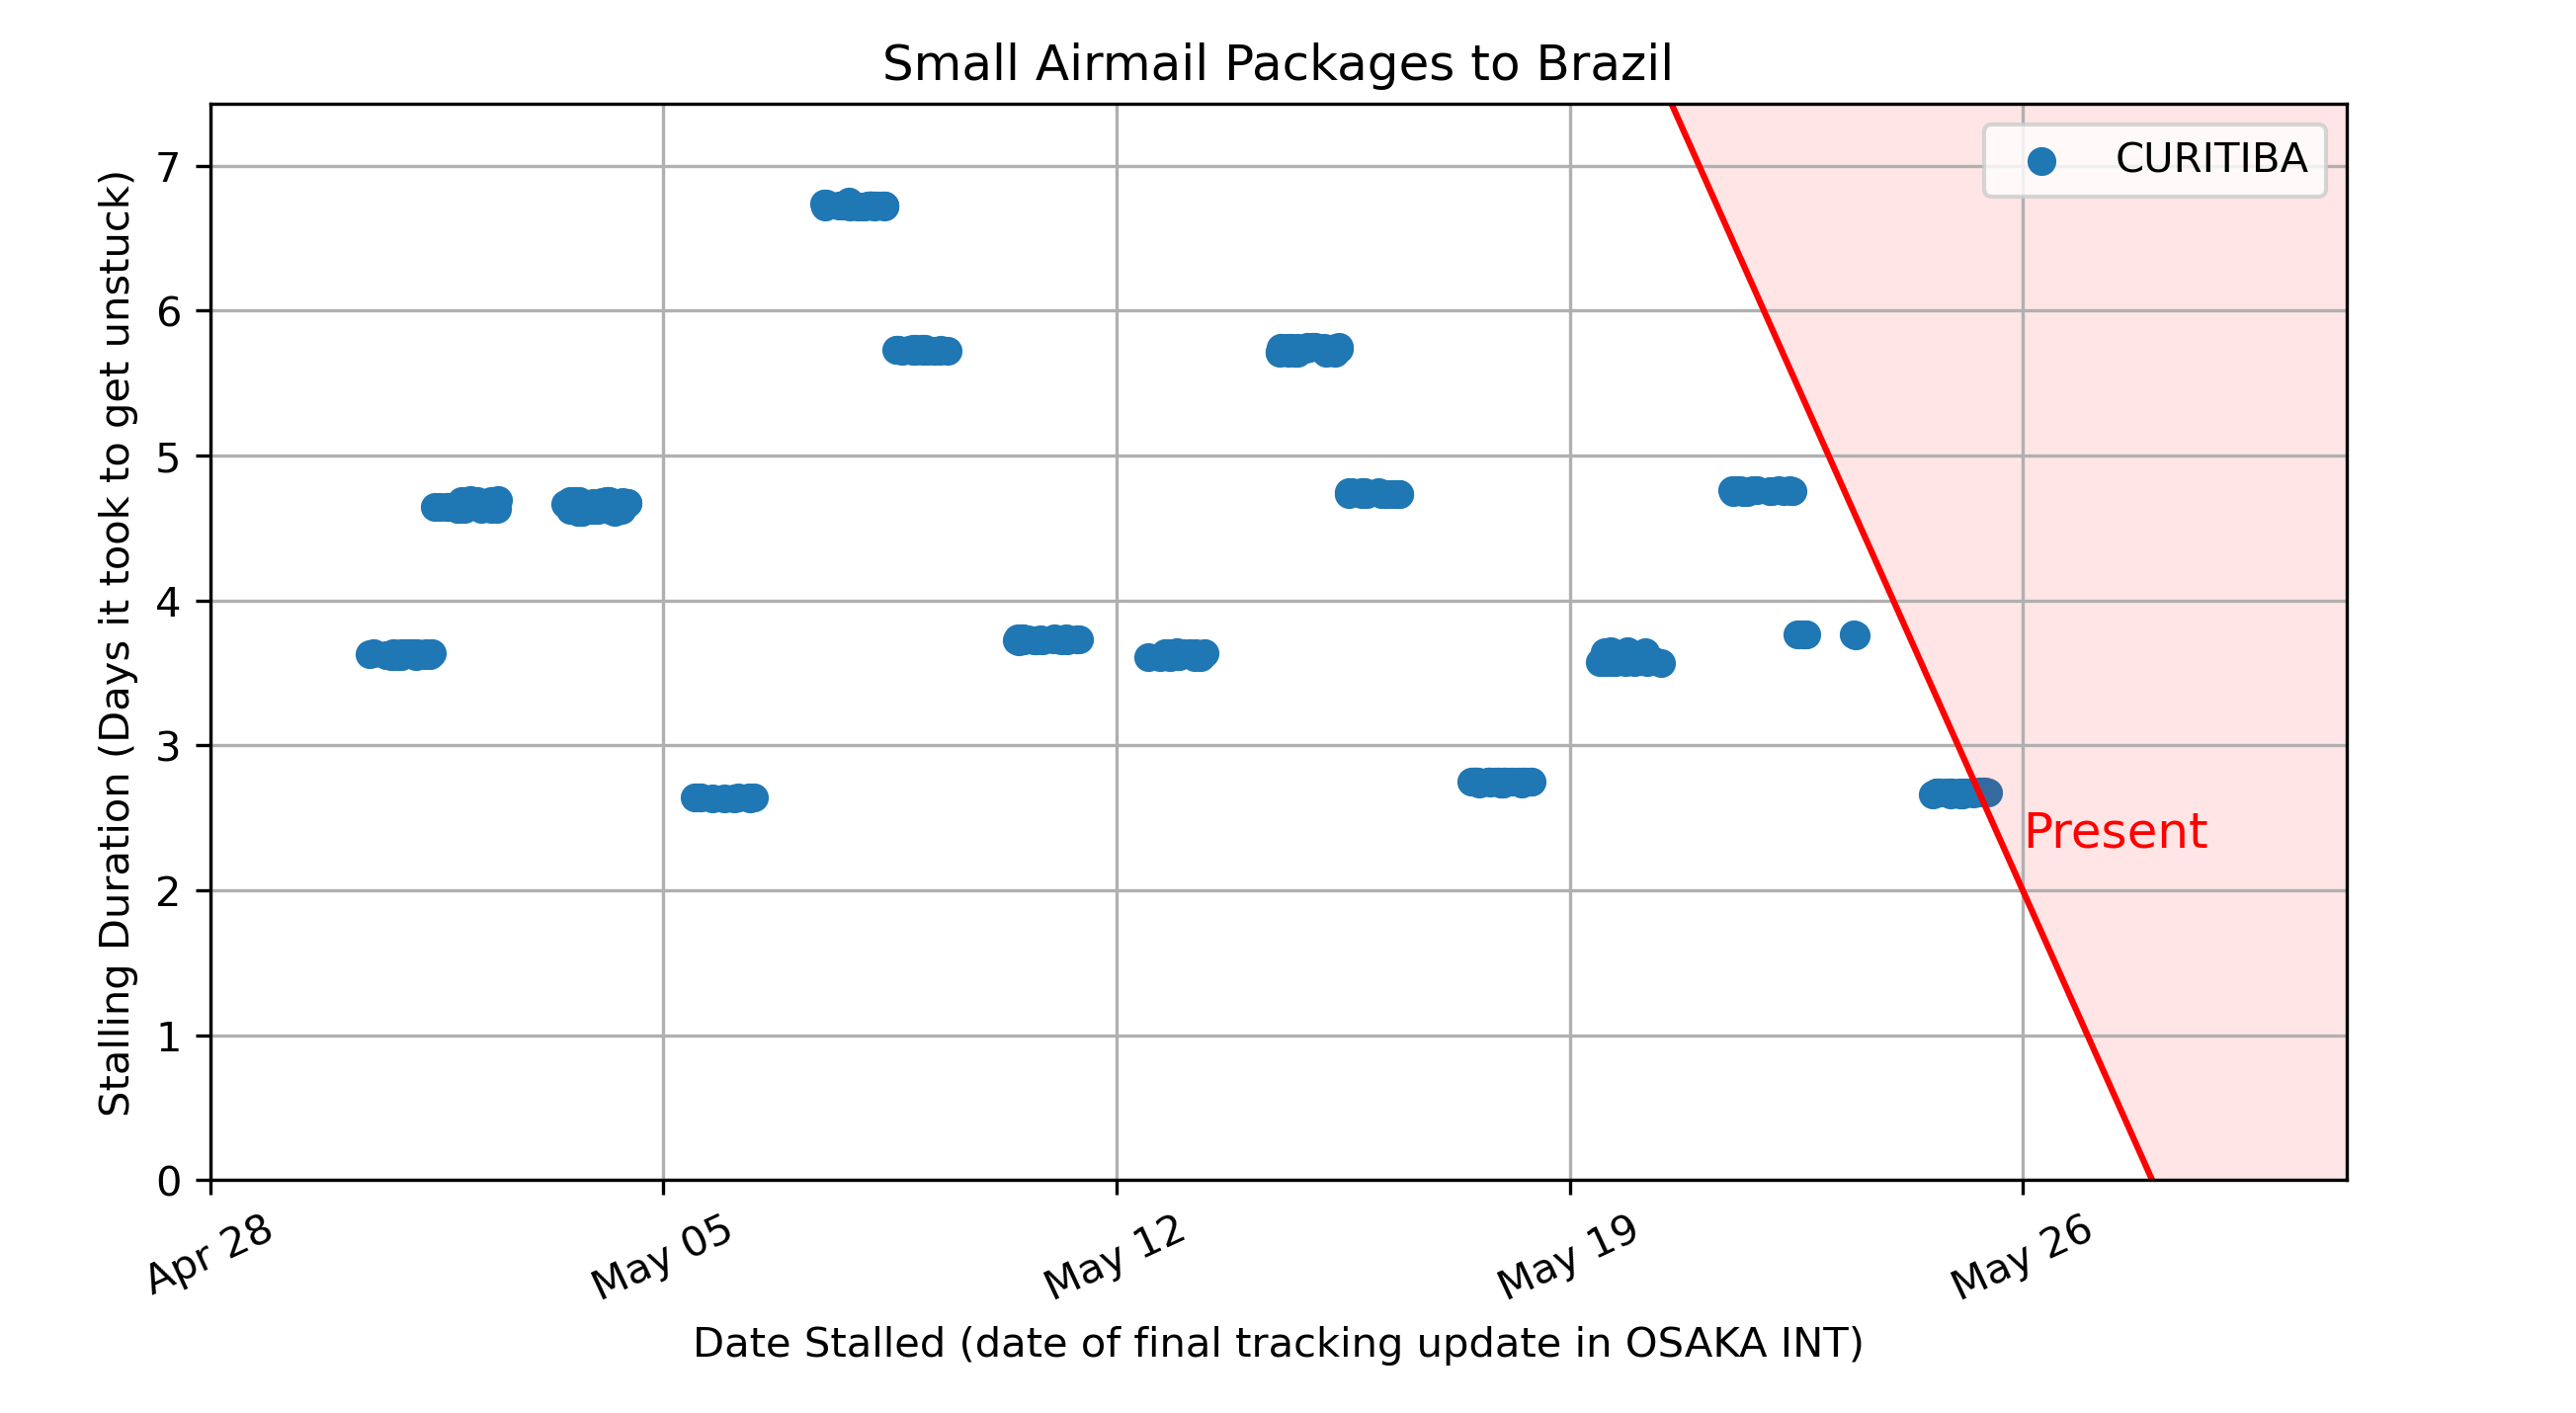 Small Airmail Packages to Brazil
CURITIBA
Present
Stalling Duration (Days it took to get unstuck)
7
6
5
4
3
2
1
0
Apr 28
May 05
May 12
May 19
May 26
Date Stalled (date of final tracking update in OSAKA INT)